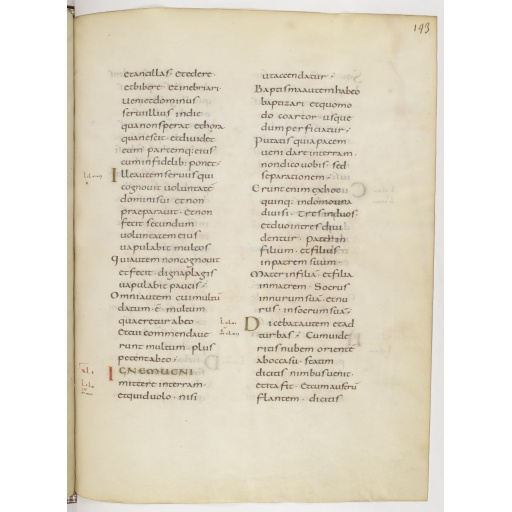 193
et ancillas et edere
et bibere et inebriari
ueniet dominus
serui illius in die
qua non sperat et hora
qua nescit et diuidet
eum partemq; eius
cum infidelib: ponet
Ille autem seruus qui
cognouit uoluntatē
domini sui et non
praeparauit et non
fecit secundum
uoluntatem eius
uapulabit multos
Qui autem non cognouit
et fecit digna plagis
uapulabit paucis
Omni autem cui multū
datum ē multum
quaeretur ab eo
Et cui commendaue
runt multum plus
petent ab eo
IGNEM UENI
mittere in terram
et quid uolo nisi
ut accendatur
Baptisma autem habeo
baptizari et quomo
do coartor usque
dum perficiatur
Putatis quia pacem
ueni dare in terram
non dico uobis sed
separationem
Erunt enim ex hoc
quinq; in domo una
diuisi Tres in duos
et duo in tres diui
dentur Pater in
filium et filius
in patrem suum
Mater in filiā et filia
in matrem Socrus
in nurum suā et nu
rus in socrum suā
Dicebat autem et ad
turbas Cum uide
ritis nubem orientē
ab occasu statim
dicitis nimbus uenit
et ita fit Et cum austrū
flantem dicitis